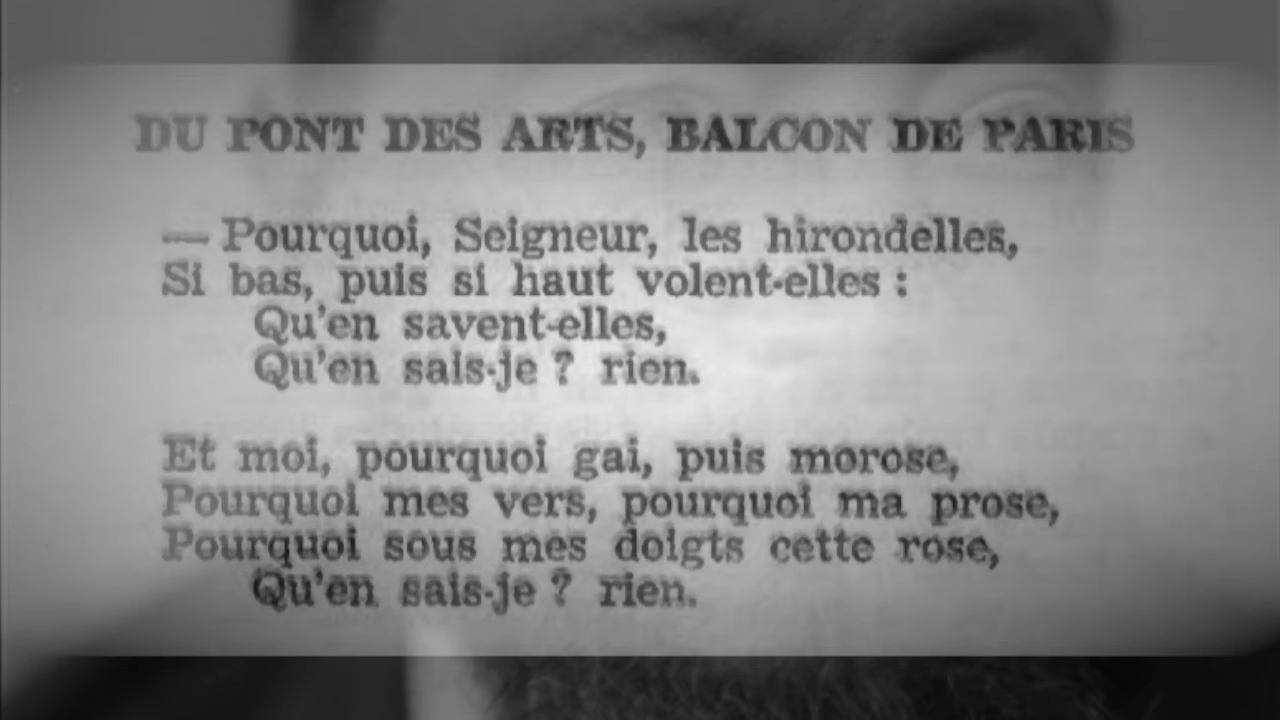 DU PONT DES ARTS, BALCON DE PARIS
— Pourquoi, Seigneur, les hirondelles,
Si bas, puis si haut volent-elles :
Qu'en savent-elles,
Qu'en sais-je ? rien.
Et moi, pourquoi gai, puis morose,
Pourquoi mes vers, pourquoi ma prose,
Pourquoi sous mes doigts cette rose,
Qu'en sais-je ? rien.